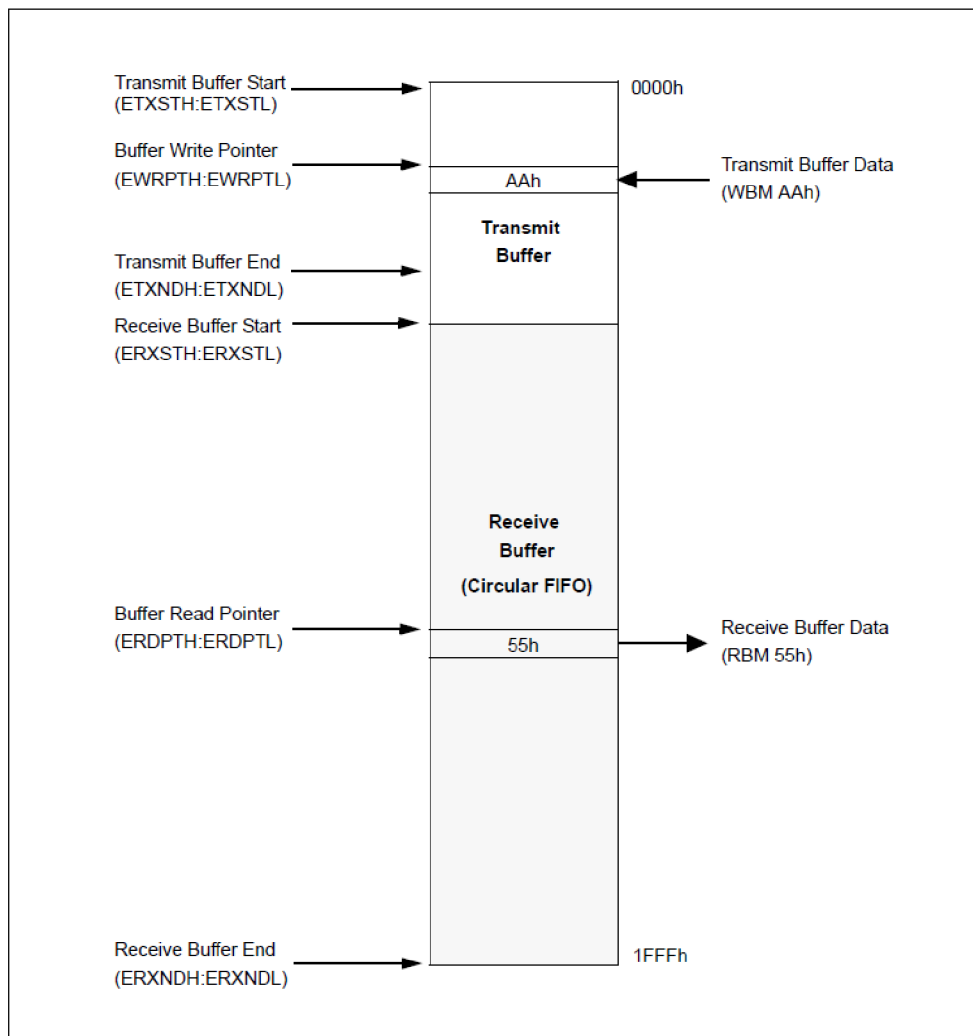 Transmit Buffer Start
(ETXSTH:ETXSTL)
0000h
Buffer Write Pointer
(EWRPTH:EWRPTL)
AAh
Transmit Buffer Data
(WBM AAh)
Transmit
Buffer
Transmit Buffer End
(ETXNDH:ETXNDL)
Receive Buffer Start
(ERXSTH:ERXSTL)
Receive
Buffer
(Circular FIFO)
Buffer Read Pointer
(ERDPTH:ERDPTL)
55h
Receive Buffer Data
(RBM 55h)
Receive Buffer End
(ERXNDH:ERXNDL)
1FFFh